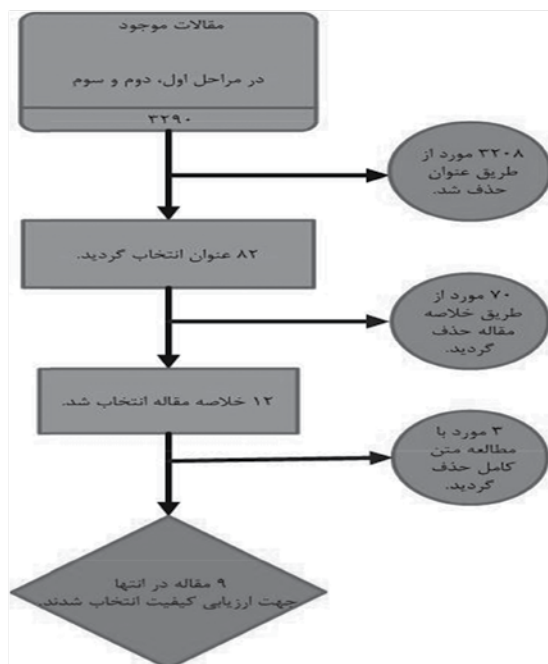 مقالات موجود
در مراحل اول، دوم و سوم
۳۲۹۰
۳۲۰۸ مورد از
طریق عنوان
حذف شد.
۸۲ عنوان انتخاب گردید.
۷۰ مورد از
طریق خلاصه
مقاله حذف
گردید.
۱۲ خلاصه مقاله انتخاب شد.
۳ مورد با
مطالعه متن
کامل حذف
گردید.
۹ مقاله در انتها
جهت ارزیابی کیفیت انتخاب شدند.